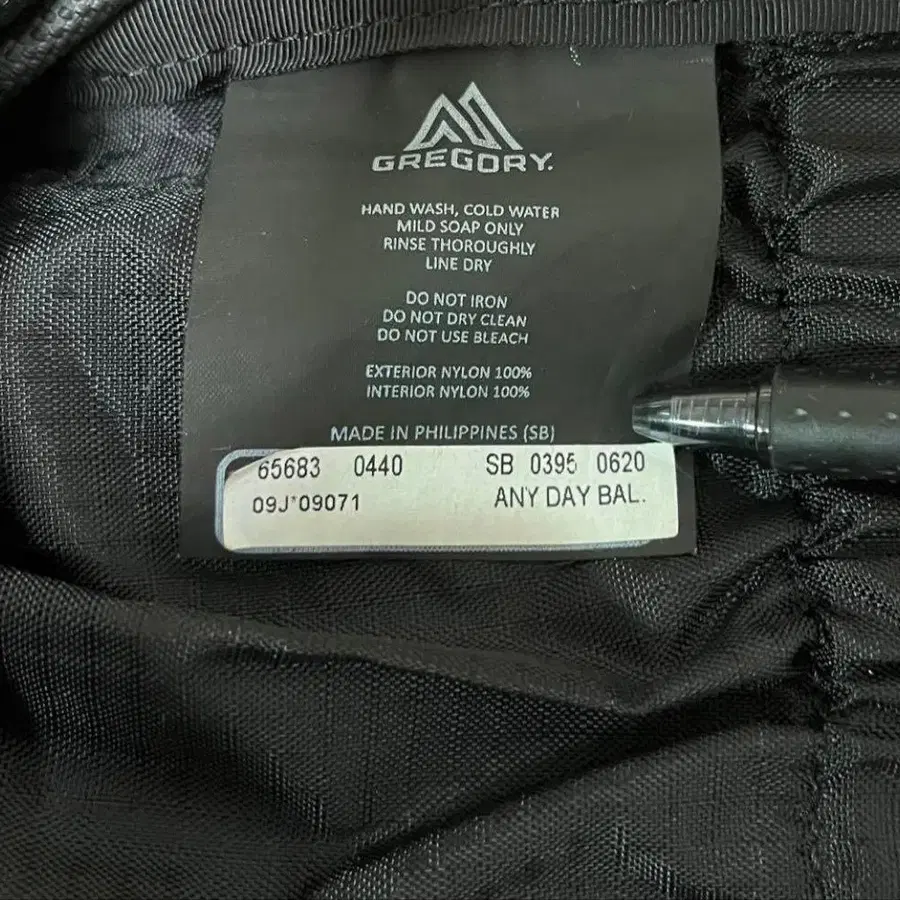 GREGORY.
HAND WASH, COLD WATER
MILD SOAP ONLY
RINSE THOROUGHLY
LINE DRY
DO NOT IRON
DO NOT DRY CLEAN
DO NOT USE BLEACH
EXTERIOR NYLON 100%
INTERIOR NYLON 100%
MADE IN PHILIPPINES (SB)
65683 0440 SB 0395 0620
09J*09071 ANY DAY BAL.